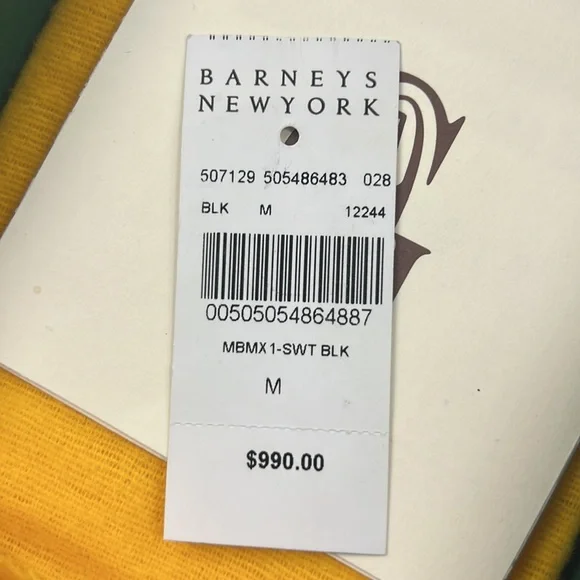 BARNEYS
NEWYORK
507129 505486483 028
BLK M 12244
00505054864887
MBMX1-SWT BLK
M
$990.00